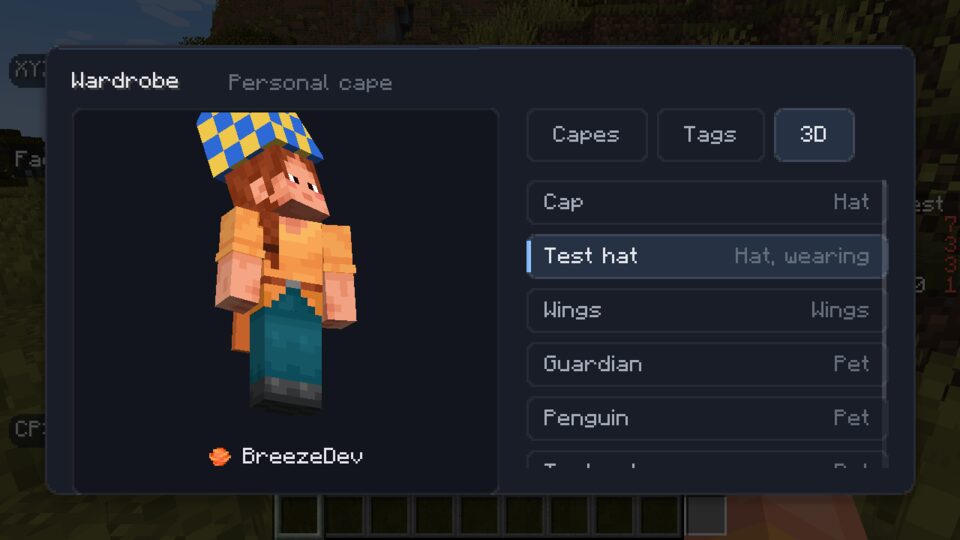 Wardrobe
Personal cape
Capes
Tags
3D
Cap
Hat
Test hat
Hat, wearing
Wings
Wings
Guardian
Pet
Penguin
Pet
BreezeDev